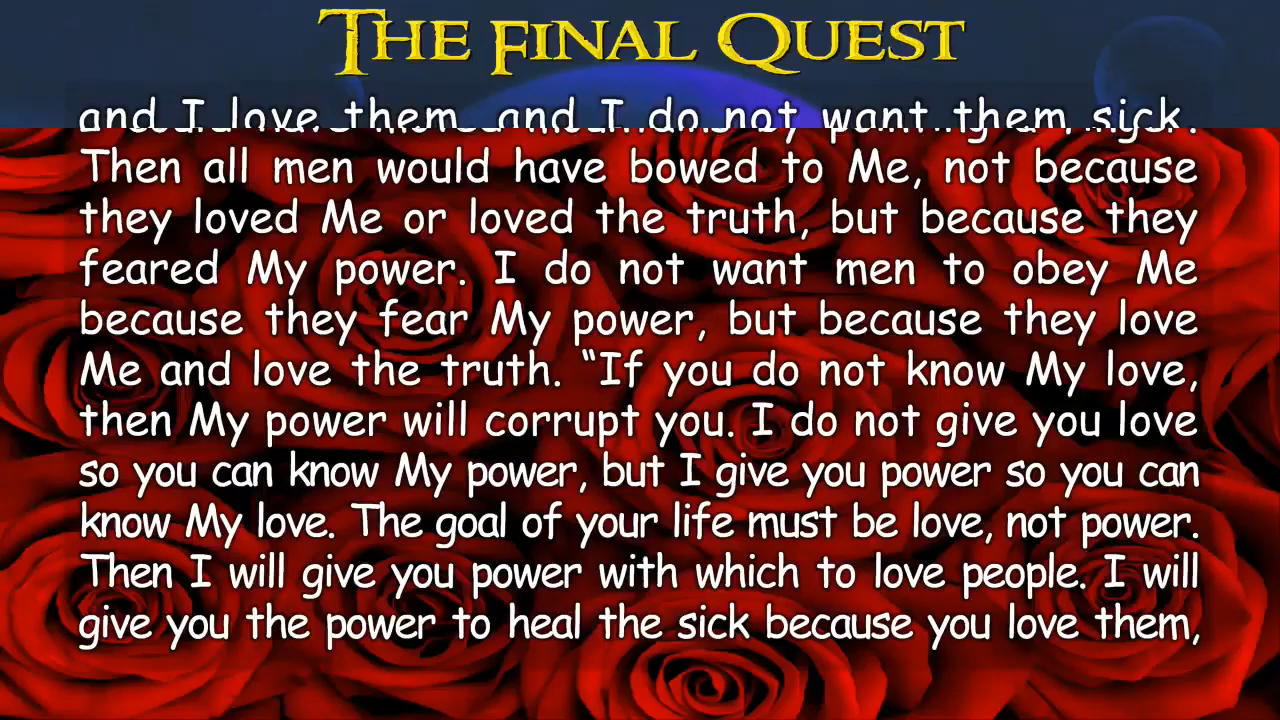 THE FINAL QUEST
and I love them and I do not want them sick.
Then all men would have bowed to Me, not because
they loved Me or loved the truth, but because they
feared My power. I do not want men to obey Me
because they fear My power, but because they love
Me and love the truth. “If you do not know My love,
then My power will corrupt you. I do not give you love
so you can know My power, but I give you power so you can
know My love. The goal of your life must be love, not power.
Then I will give you power with which to love people. I will
give you the power to heal the sick because you love them,